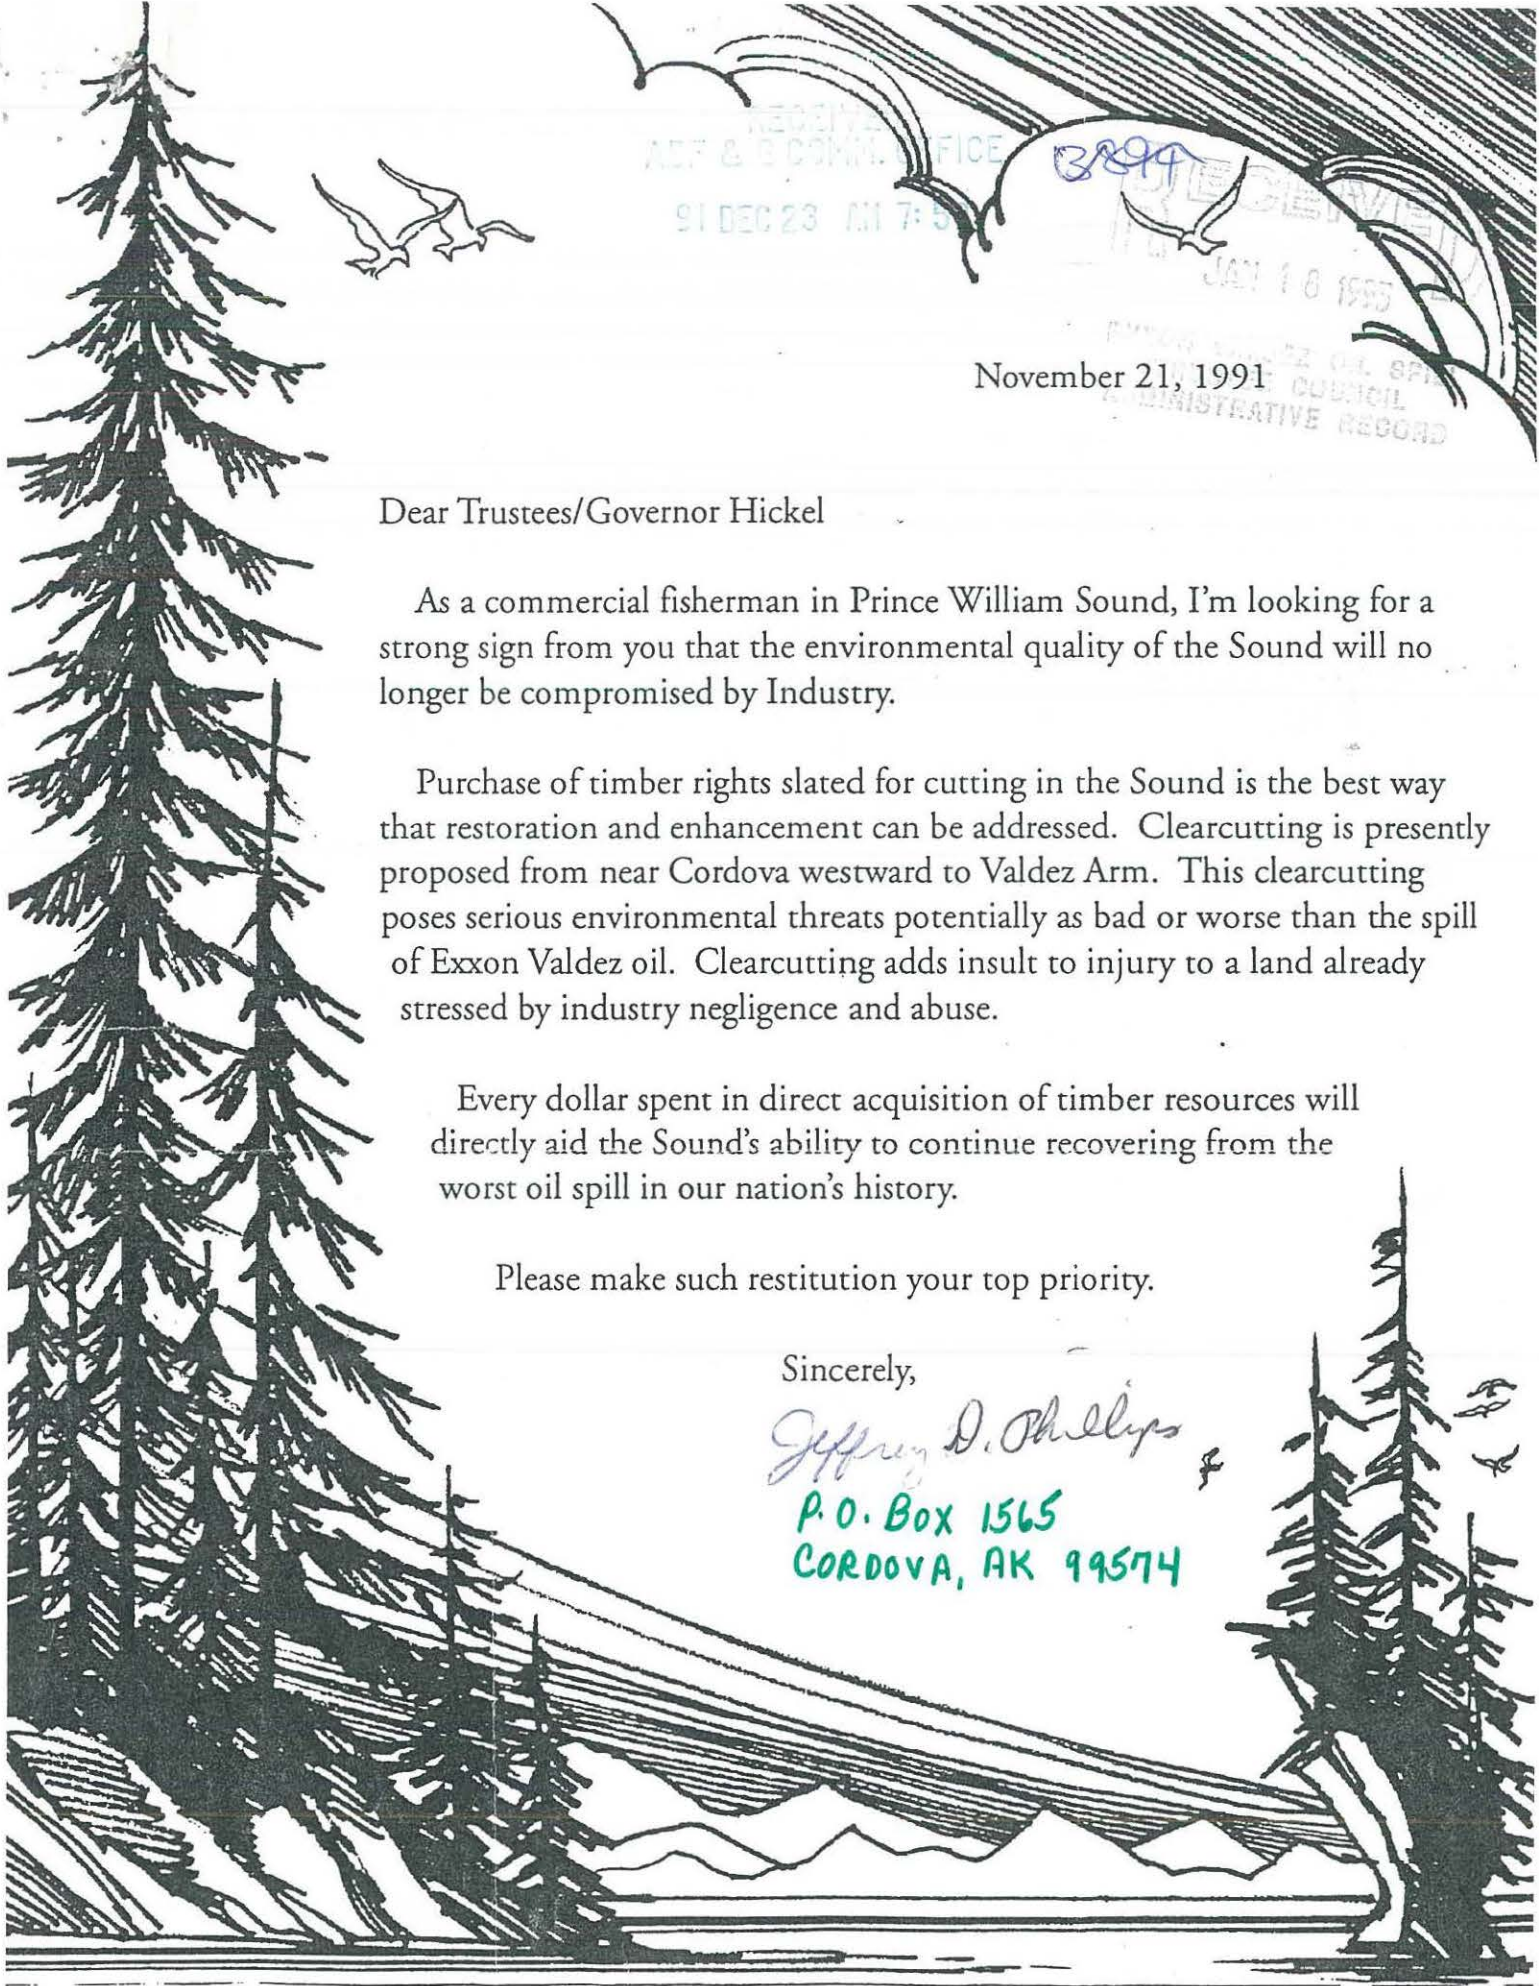 RECEIVE
ADF & G COMM. OFFICE
91 DEC 23 AM 7:5
RECEIVED
JAN 18
OIL SPILL
COUNCIL
ADMINISTRATIVE RECORD
November 21, 1991
Dear Trustees/Governor Hickel
As a commercial fisherman in Prince William Sound, I'm looking for a
strong sign from you that the environmental quality of the Sound will no
longer be compromised by Industry.
Purchase of timber rights slated for cutting in the Sound is the best way
that restoration and enhancement can be addressed. Clearcutting is presently
proposed from near Cordova westward to Valdez Arm. This clearcutting
poses serious environmental threats potentially as bad or worse than the spill
of Exxon Valdez oil. Clearcutting adds insult to injury to a land already
stressed by industry negligence and abuse.
Every dollar spent in direct acquisition of timber resources will
directly aid the Sound's ability to continue recovering from the
worst oil spill in our nation's history.
Please make such restitution your top priority.
Sincerely,
Jeffrey D. Phillips
P.O. Box 1565
CORDOVA, AK 99574